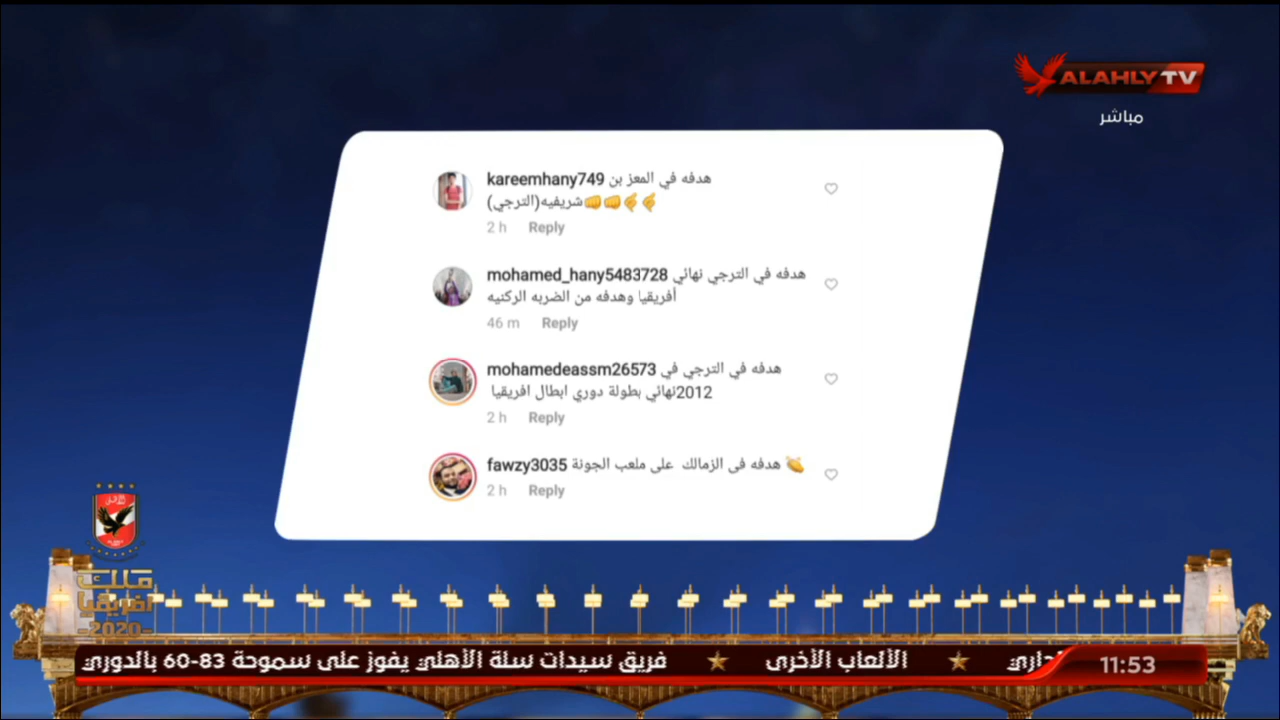 ALAHLY TV
مباشر
kareemhany749 هدفه في المعز بن
شريفيه(الترجي)👊👊🤙🤙
2 h Reply
mohamed_hany5483728 هدفه في الترجي نهائي
أفريقيا وهدفه من الضربه الركنيه
46 m Reply
mohamedeassm26573 هدفه في الترجي في
نهائي بطولة دوري ابطال افريقيا 2012
2 h Reply
fawzy3035 هدفه فى الزمالك على ملعب الجونة 👏
2 h Reply
ملك
افريقيا
-2020-
الألعاب الأخرى ★ فريق سيدات سلة الأهلي يفوز على سموحة 83-60 بالدوري
11:53